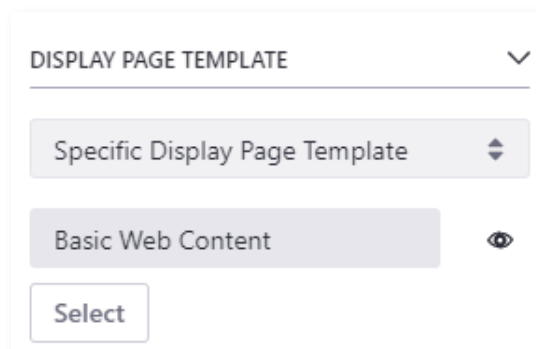 DISPLAY PAGE TEMPLATE
Specific Display Page Template
Basic Web Content
Select